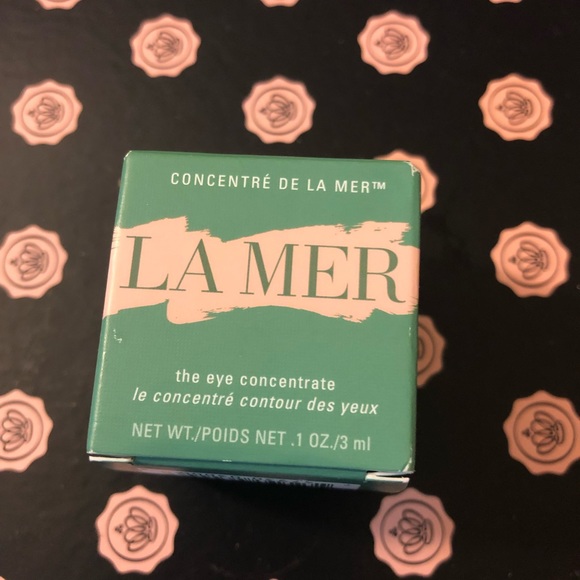 CONCENTRÉ DE LA MER™
LA MER
the eye concentrate
le concentré contour des yeux
NET WT./POIDS NET .1 OZ./3 ml